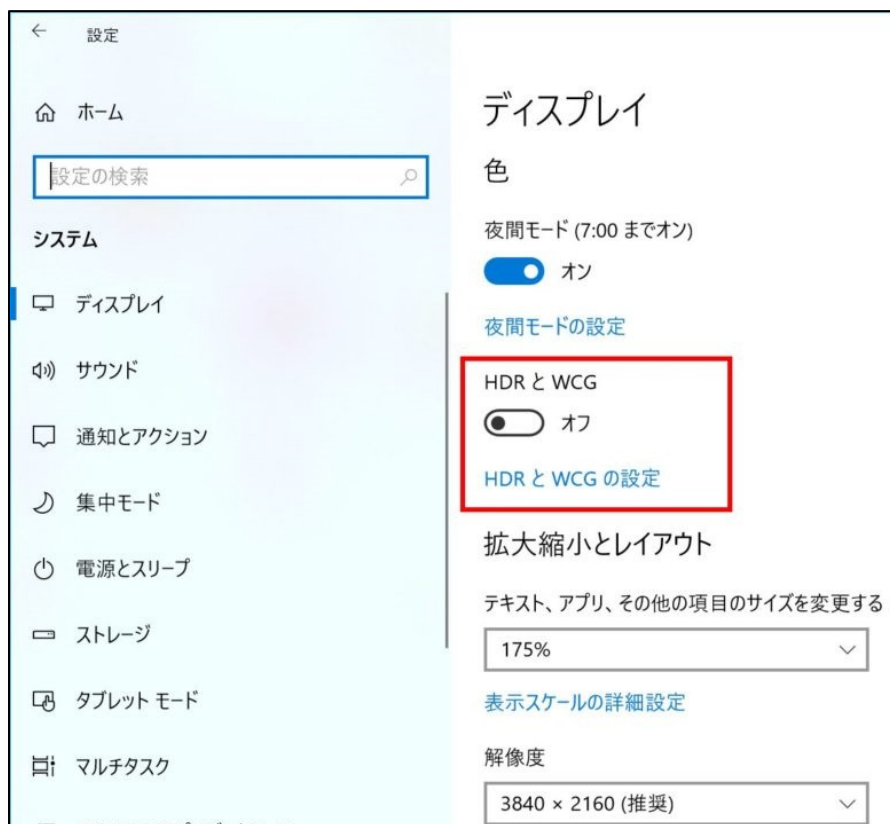 設定
ホーム
設定の検索
システム
ディスプレイ
サウンド
通知とアクション
集中モード
電源とスリープ
ストレージ
タブレット モード
マルチタスク
ディスプレイ
色
夜間モード (7:00 までオン)
オン
夜間モードの設定
HDR と WCG
オフ
HDR と WCG の設定
拡大縮小とレイアウト
テキスト、アプリ、その他の項目のサイズを変更する
175%
表示スケールの詳細設定
解像度
3840 × 2160 (推奨)